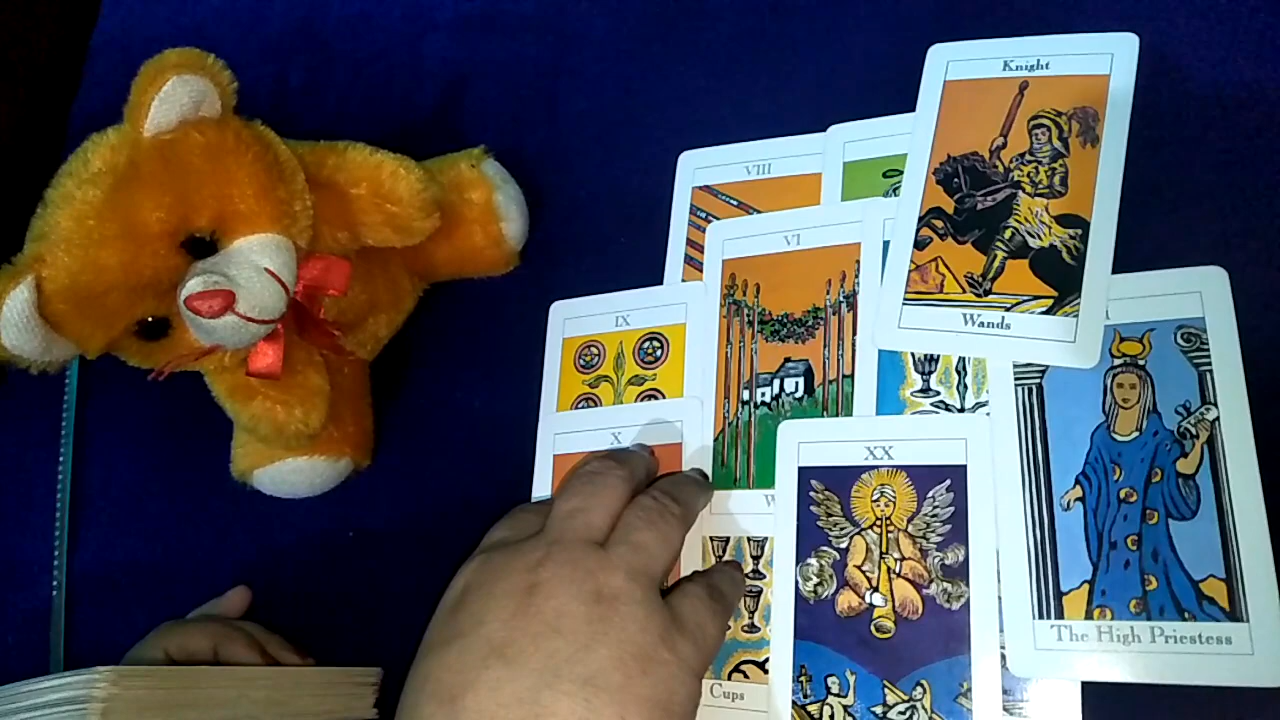 Knight
Wands
VIII
VI
IX
X
XX
The High Priestess
Cups